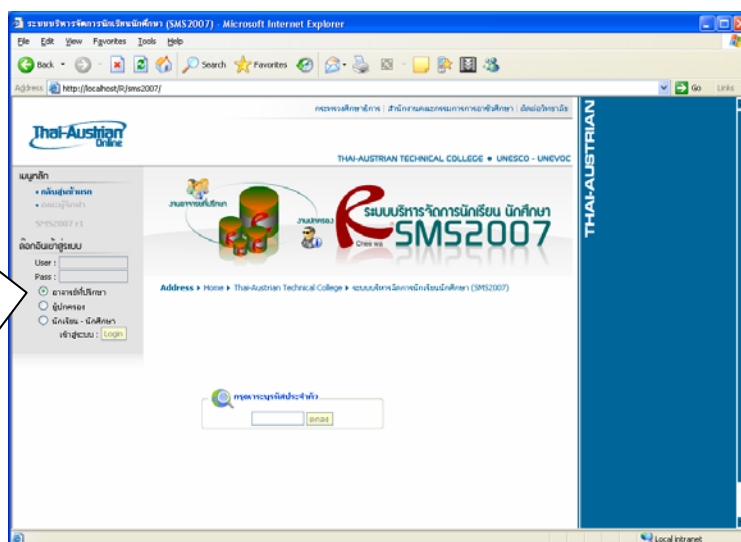 ระบบบริหารจัดการนักเรียนนักศึกษา (SMS2007) - Microsoft Internet Explorer
File Edit View Favorites Tools Help
Back Search Favorites
Address http://localhost/R/sms2007/ Go Links
กระทรวงศึกษาธิการ | สำนักงานคณะกรรมการการอาชีวศึกษา | ติดต่อวิทยาลัย
Thai-Austrian
Online
THAI-AUSTRIAN TECHNICAL COLLEGE • UNESCO - UNEVOC
THAI-AUSTRIAN
เมนูหลัก
• กลับสู่หน้าแรก
SMS2007 r1
ล๊อกอินเข้าสู่ระบบ
User :
Pass :
อาจารย์ที่ปรึกษา
ผู้ปกครอง
นักเรียน - นักศึกษา
เข้าสู่ระบบ : Login
งานอาจารย์ที่ปรึกษา
งานปกครอง
R Chee wa
ระบบบริหารจัดการนักเรียน นักศึกษา
SMS2007
Address Home Thai-Austrian Technical College ระบบบริหารจัดการนักเรียนนักศึกษา (SMS2007)
กรุณาระบุรหัสประจำตัว
ตกลง
Local intranet